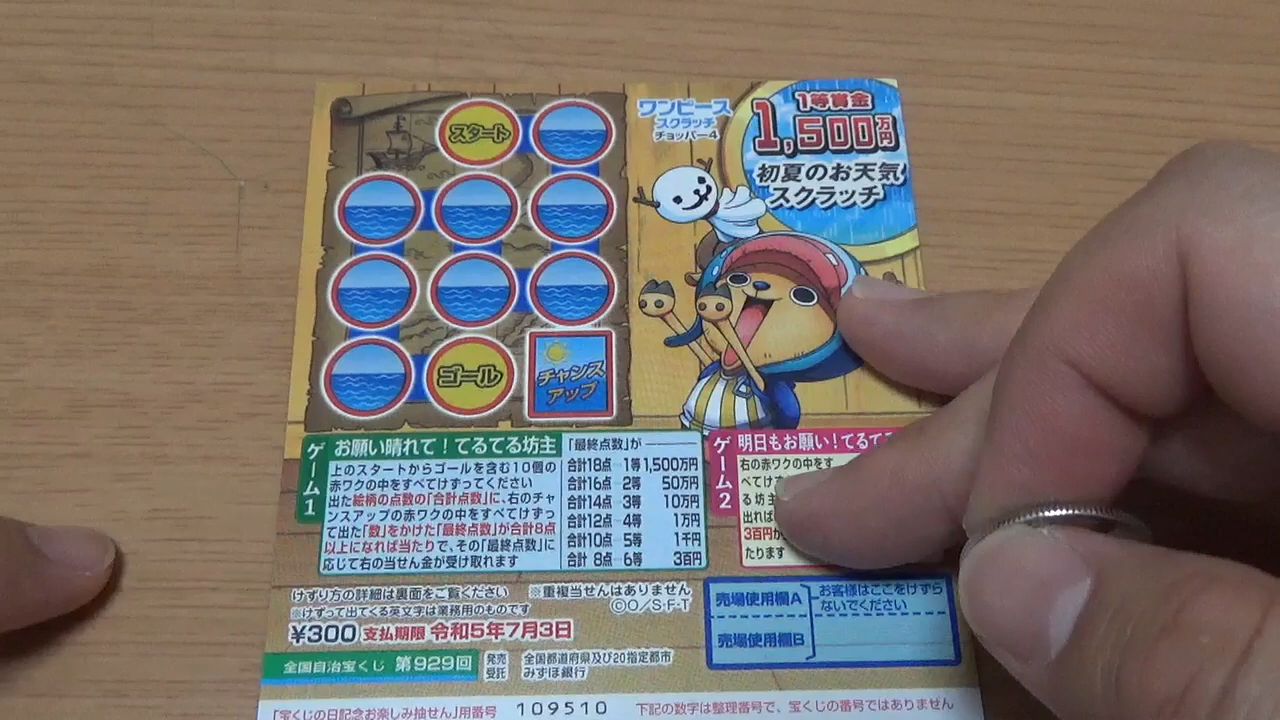 スタート
ゴール
チャンス
アップ
ワンピース
スクラッチ
チョッパー4
1等賞金
1,500万円
初夏のお天気
スクラッチ
ゲーム1
お願い晴れて！てるてる坊主
上のスタートからゴールを含む10個の
赤ワクの中をすべてけずってください
出た絵柄の点数の「合計点数」に、右のチャ
ンスアップの赤ワクの中をすべてけずっ
て出た「数」をかけた「最終点数」が合計8点
以上になれば当たりで、その「最終点数」に
応じて右の当せん金が受け取れます
「最終点数」が
合計18点 1等 1,500万円
合計16点 2等 50万円
合計14点 3等 10万円
合計12点 4等 1万円
合計10点 5等 1千円
合計 8点 6等 3百円
ゲーム2
明日もお願い！てるて
右の赤ワクの中をす
べてけず
る坊
出れば
3百円が
たります
けずり方の詳細は裏面をご覧ください ※重複当せんはありません
※けずって出てくる英文字は業務用のものです
©O/S・F・T
¥300 支払期限 令和5年7月3日
売場使用欄A
お客様はここをけずら
ないでください
売場使用欄B
全国自治宝くじ 第929回
発売 全国都道府県及び20指定都市
受託 みずほ銀行
「宝くじの日記念お楽しみ抽せん」用番号 109510 下記の数字は整理番号で、宝くじの番号ではありません